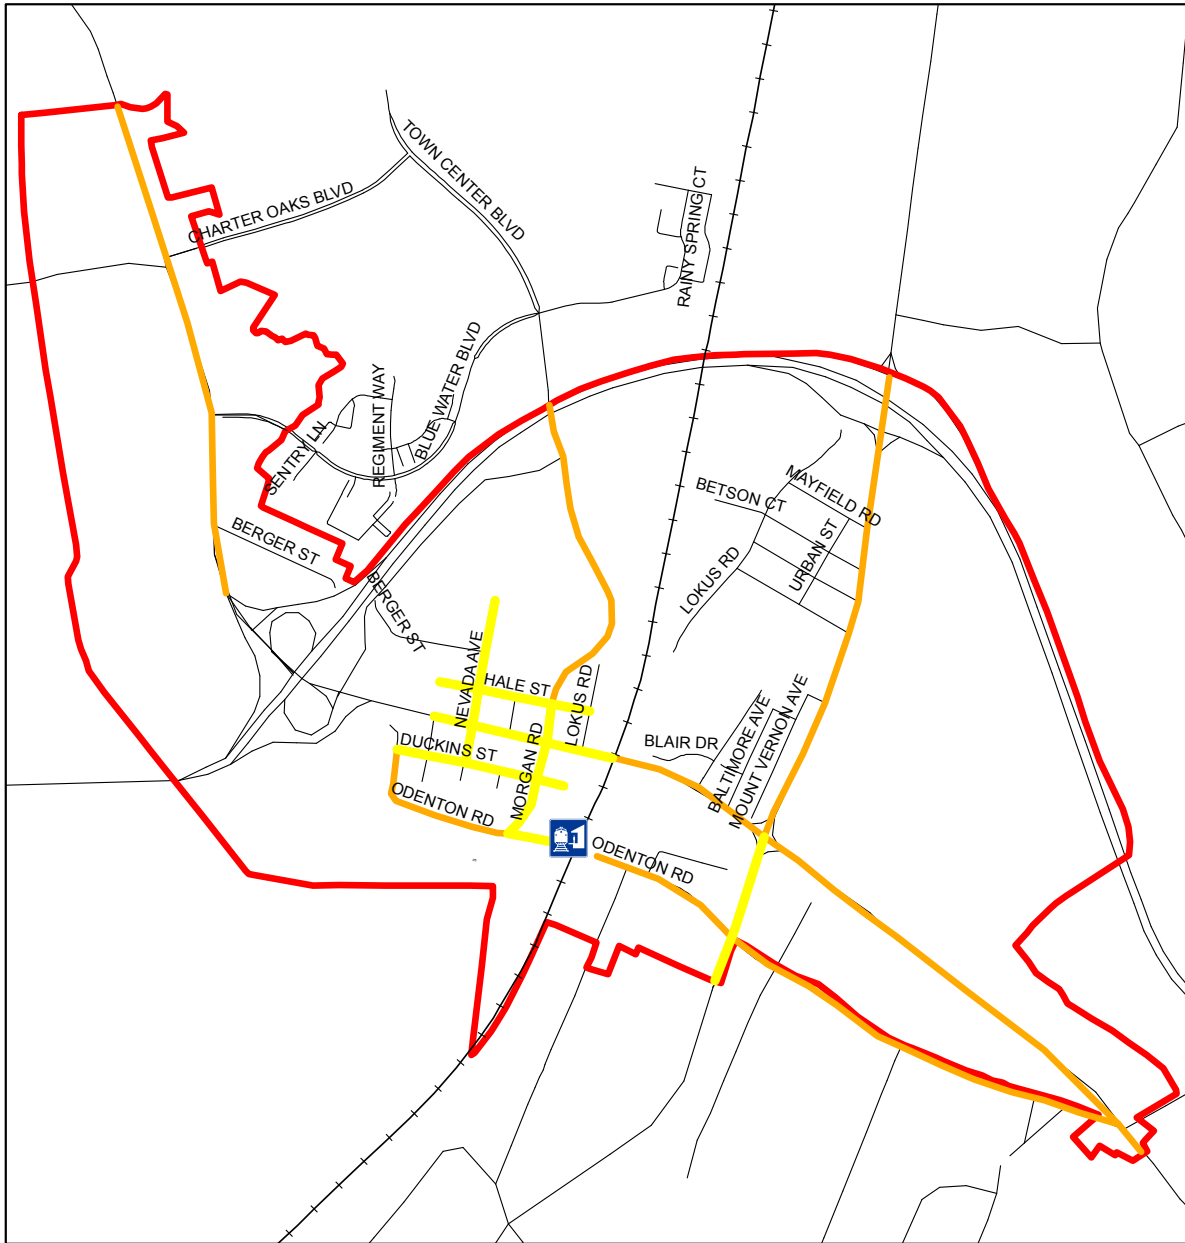 TOWN CENTER BLVD
CHARTER OAKS BLVD
RAINY SPRING CT
BLUE WATER BLVD
REGIMENT WAY
SENTRY LN
BERGER ST
BERGER ST
BETSON CT
MAYFIELD RD
URBAN ST
LOKUS RD
NEVADA AVE
HALE ST
LOKUS RD
MORGAN RD
DUCKINS ST
ODENTON RD
BLAIR DR
BALTIMORE AVE
MOUNT VERNON AVE
ODENTON RD